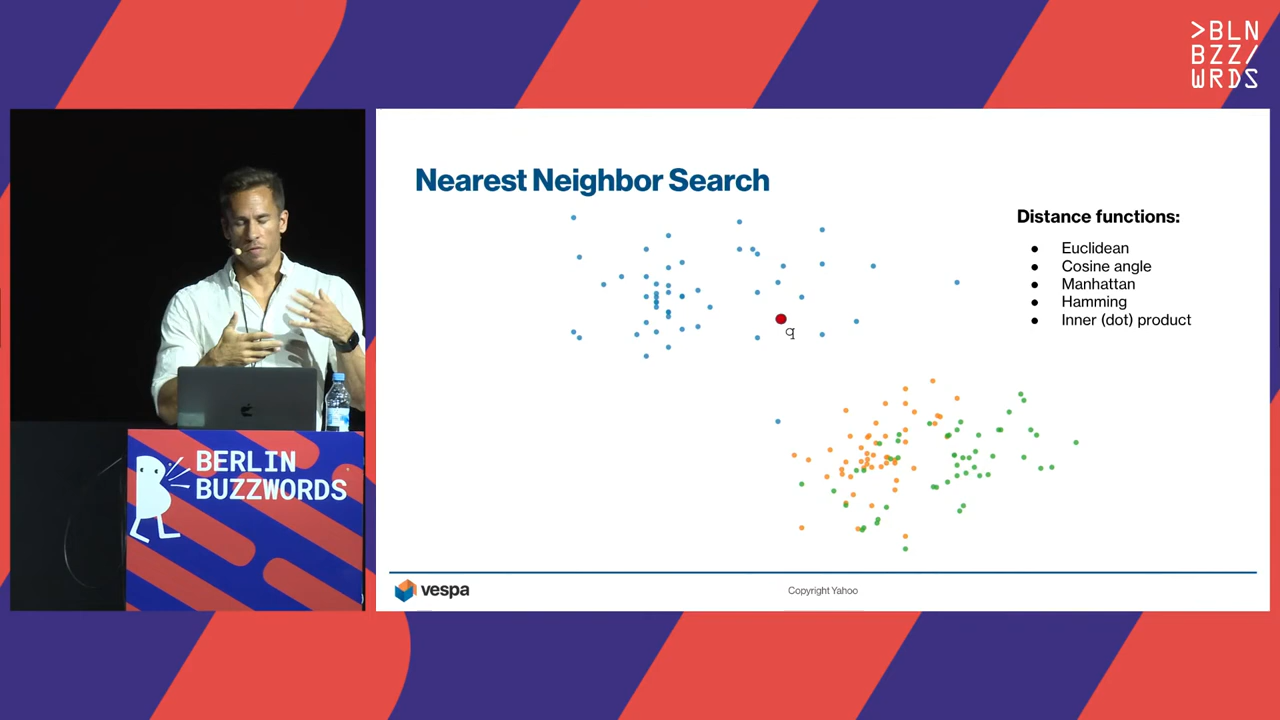 >BLN
BZZ/
WRDS
Nearest Neighbor Search
Distance functions:
● Euclidean
● Cosine angle
● Manhattan
● Hamming
● Inner (dot) product
q
BERLIN
BUZZWORDS
vespa
Copyright Yahoo